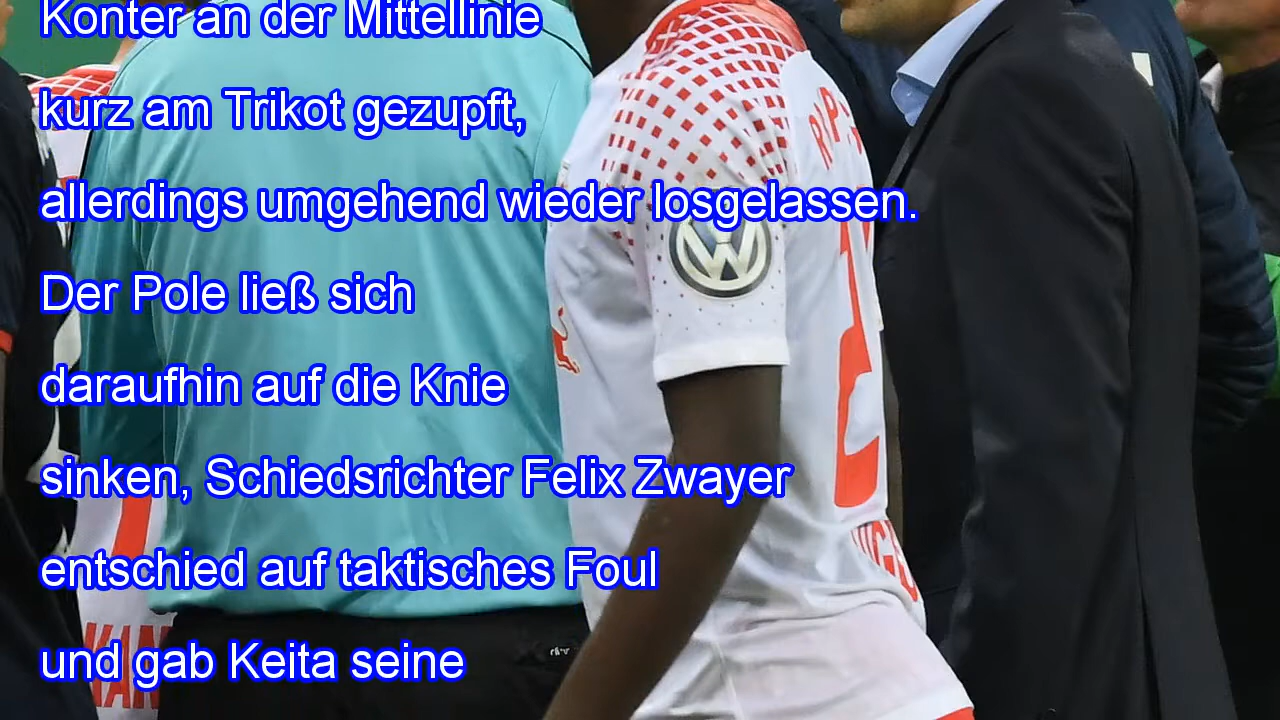 Konter an der Mittellinie
kurz am Trikot gezupft,
allerdings umgehend wieder losgelassen.
Der Pole ließ sich
daraufhin auf die Knie
sinken, Schiedsrichter Felix Zwayer
entschied auf taktisches Foul
und gab Keita seine